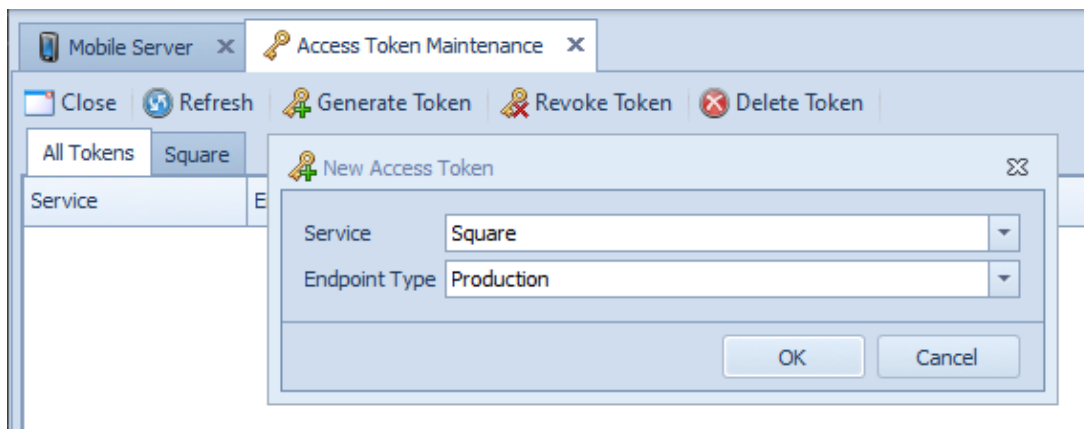 Mobile Server Access Token Maintenance
Close Refresh Generate Token Revoke Token Delete Token
All Tokens Square
New Access Token
Service E
Service Square
Endpoint Type Production
OK Cancel